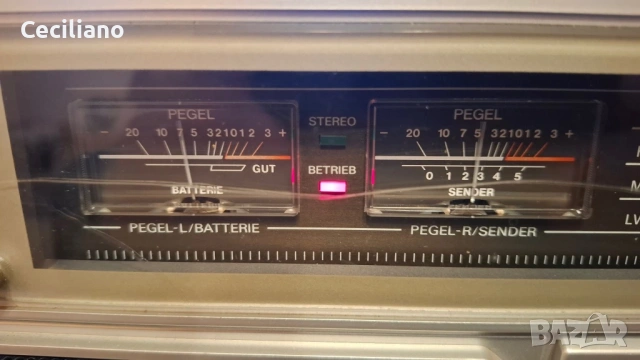 Ceciliano
PEGEL
- 20 10 7 5 3 2 1 0 1 2 3 +
GUT
BATTERIE
PEGEL-L/BATTERIE
STEREO
BETRIEB
PEGEL
- 20 10 7 5 3 2 1 0 1 2 3 +
0 1 2 3 4 5
SENDER
PEGEL-R/SENDER
M
LV
BAZAR